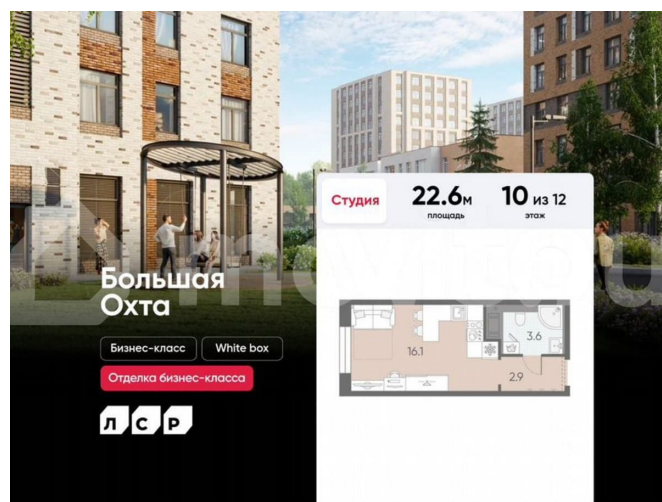 Студия
22.6м
площадь
10 из 12
этаж
Большая
Охта
Бизнес-класс
White box
Отделка бизнес-класса
ЛСР
16.1
3.6
2.9